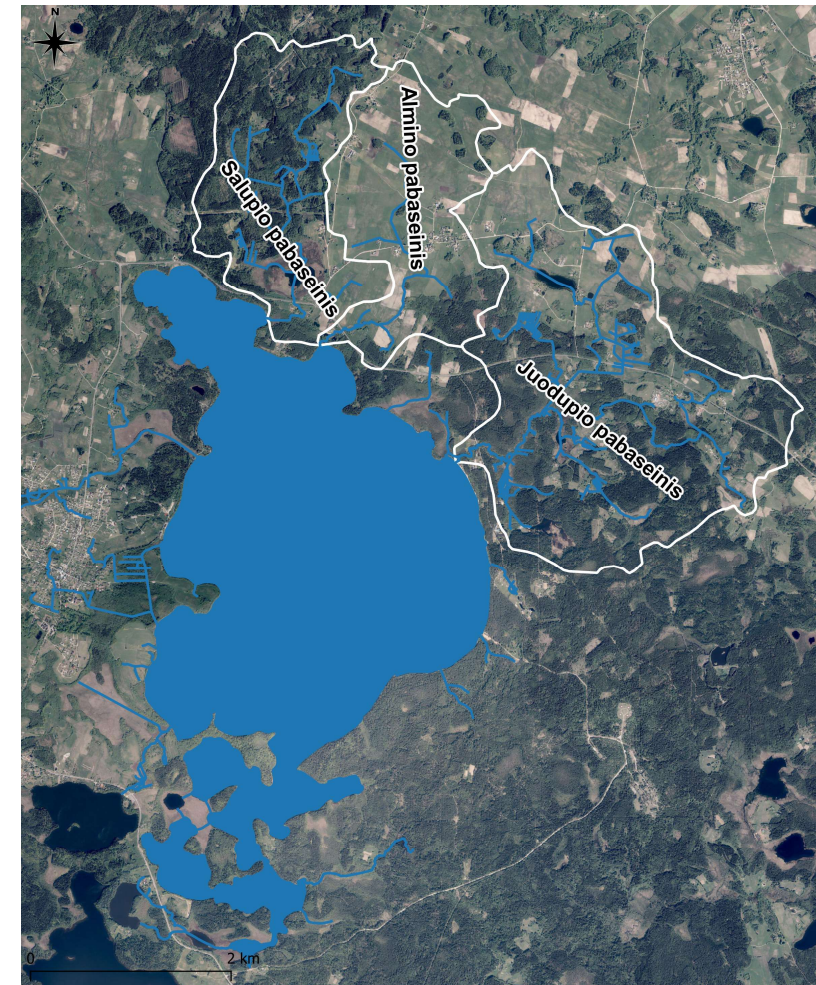 N
Almino pabaseinis
Salupio pabaseinis
Juodupio pabaseinis
0 2 km